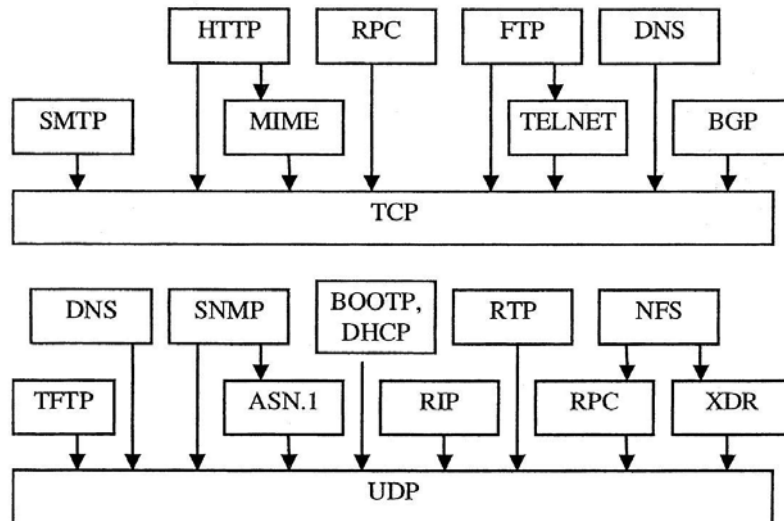 HTTP RPC FTP DNS
SMTP MIME TELNET BGP
TCP
DNS SNMP BOOTP, DHCP RTP NFS
TFTP ASN.1 RIP RPC XDR
UDP